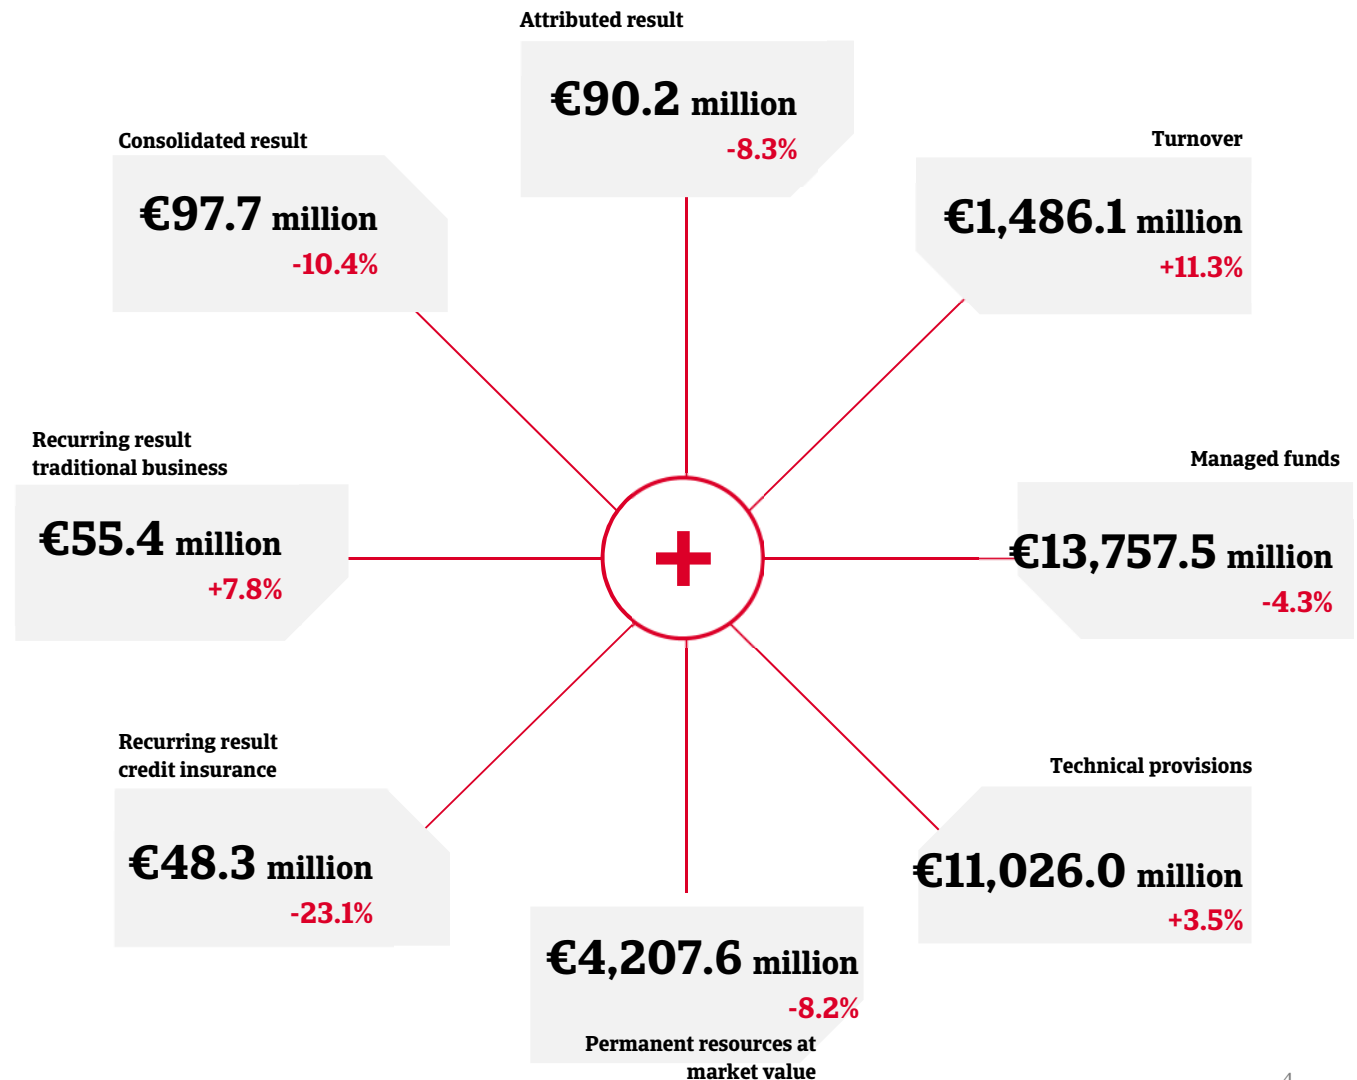 Attributed result
€90.2 million
-8.3%
Consolidated result
€97.7 million
-10.4%
Turnover
€1,486.1 million
+11.3%
Recurring result
traditional business
€55.4 million
+7.8%
Managed funds
€13,757.5 million
-4.3%
Recurring result
credit insurance
€48.3 million
-23.1%
Technical provisions
€11,026.0 million
+3.5%
€4,207.6 million
-8.2%
Permanent resources at
market value
4